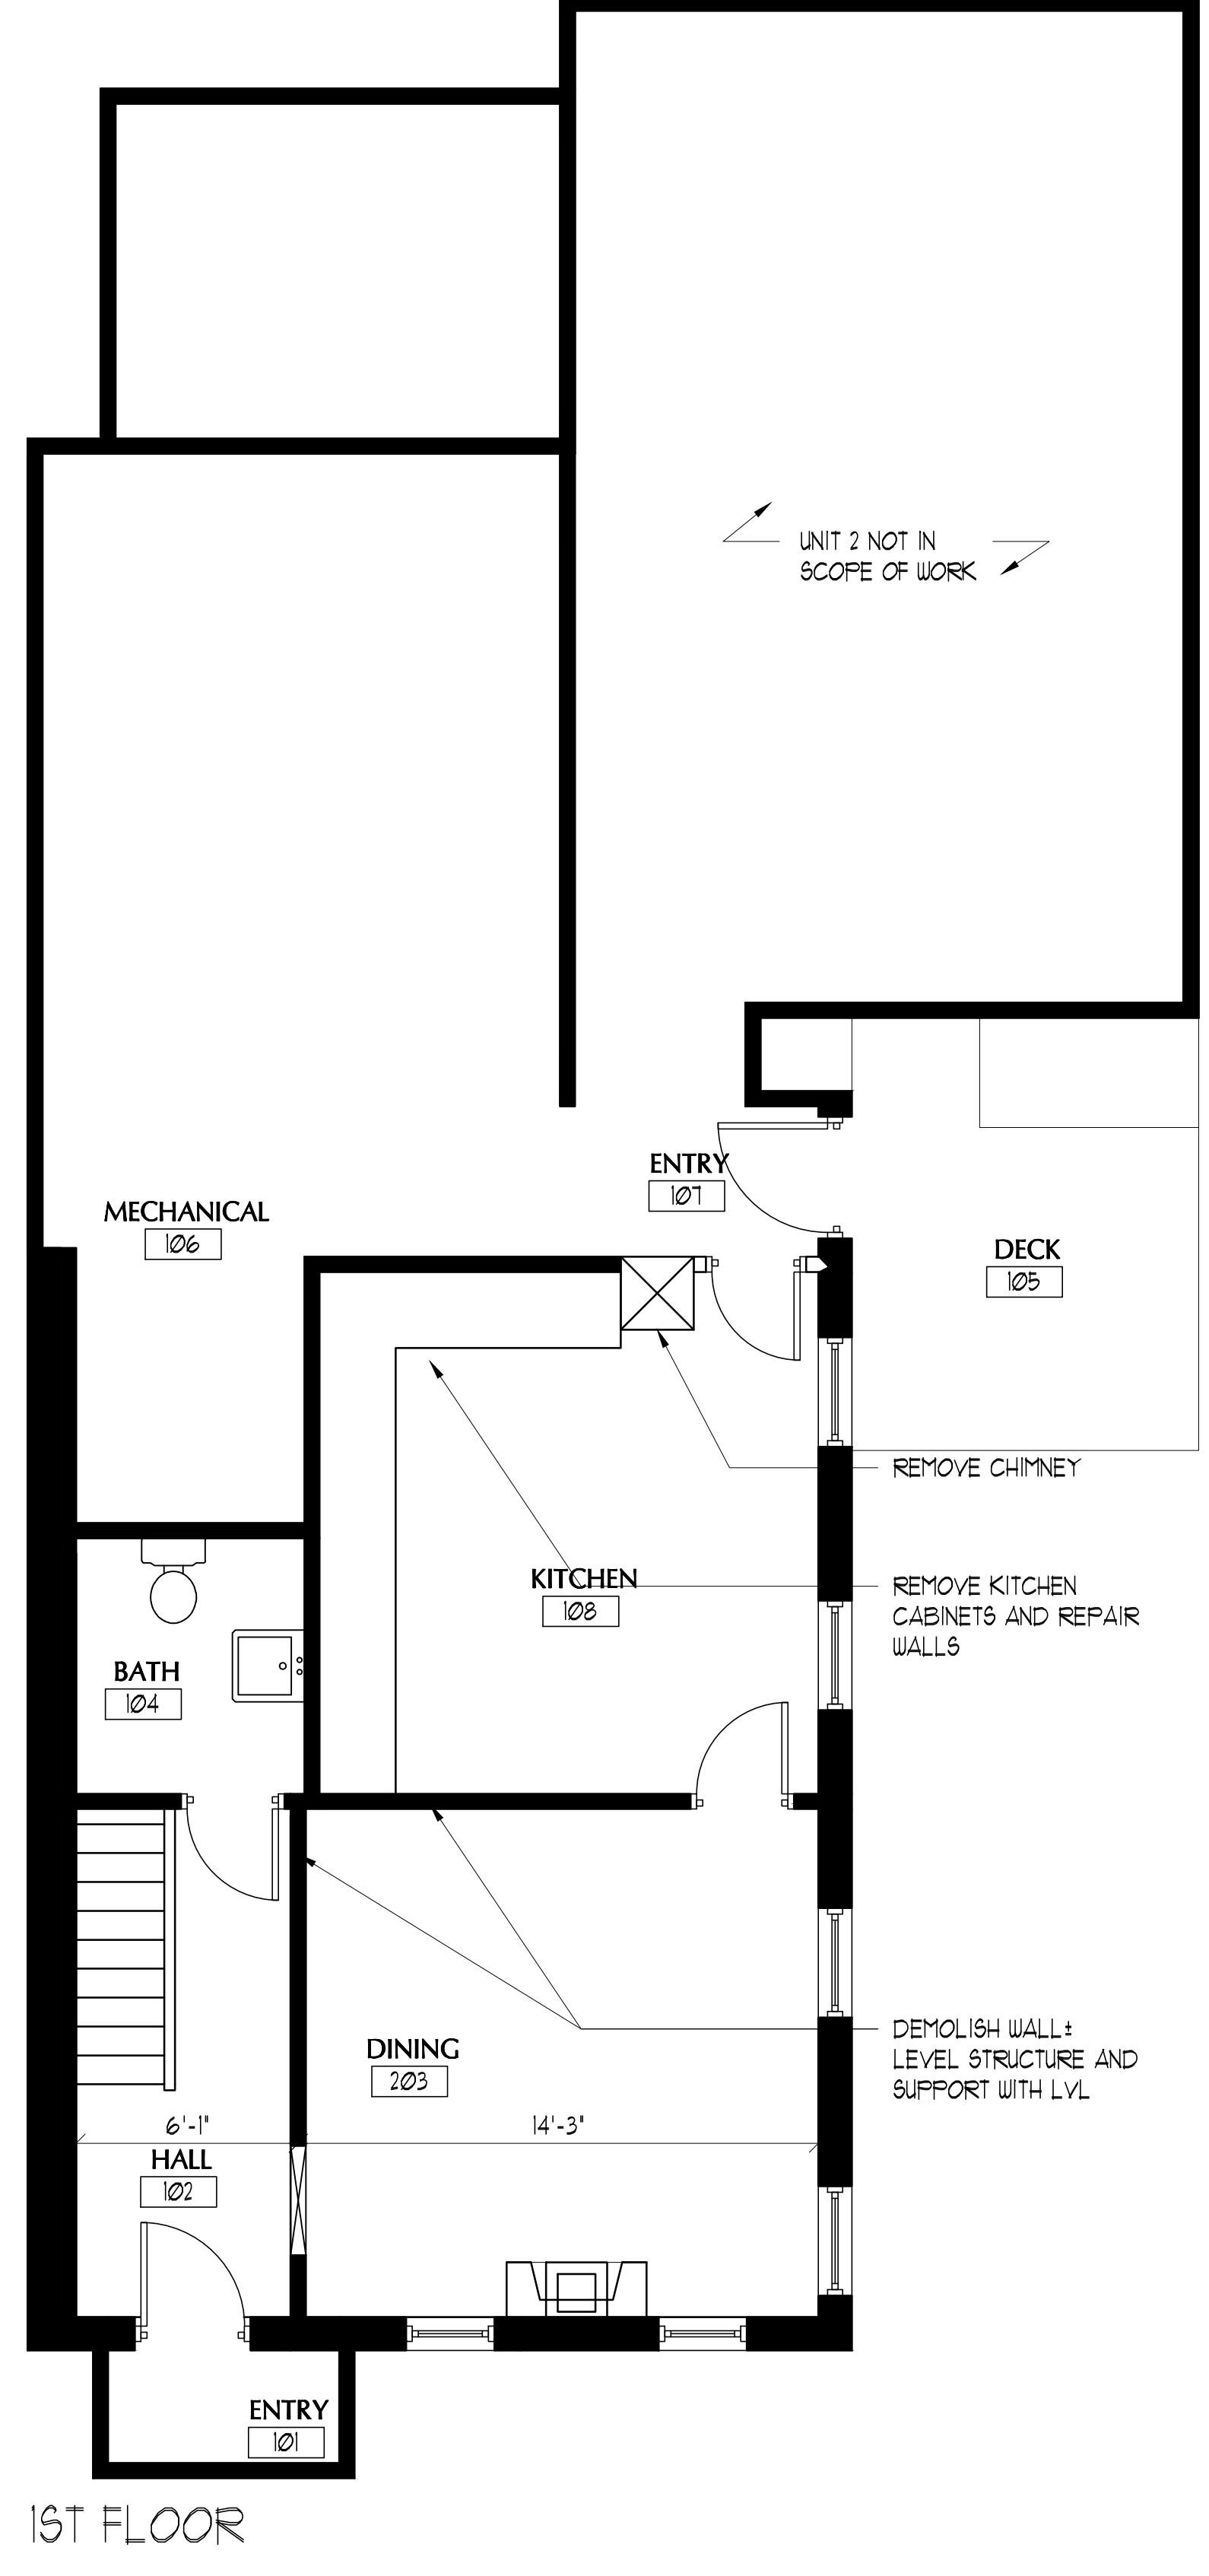 UNIT 2 NOT IN
SCOPE OF WORK
ENTRY
107
MECHANICAL
106
DECK
105
REMOVE CHIMNEY
KITCHEN
108
REMOVE KITCHEN
CABINETS AND REPAIR
WALLS
BATH
104
DEMOLISH WALL±
LEVEL STRUCTURE AND
SUPPORT WITH LVL
DINING
203
6'-1"
14'-3"
HALL
102
ENTRY
101
1ST FLOOR